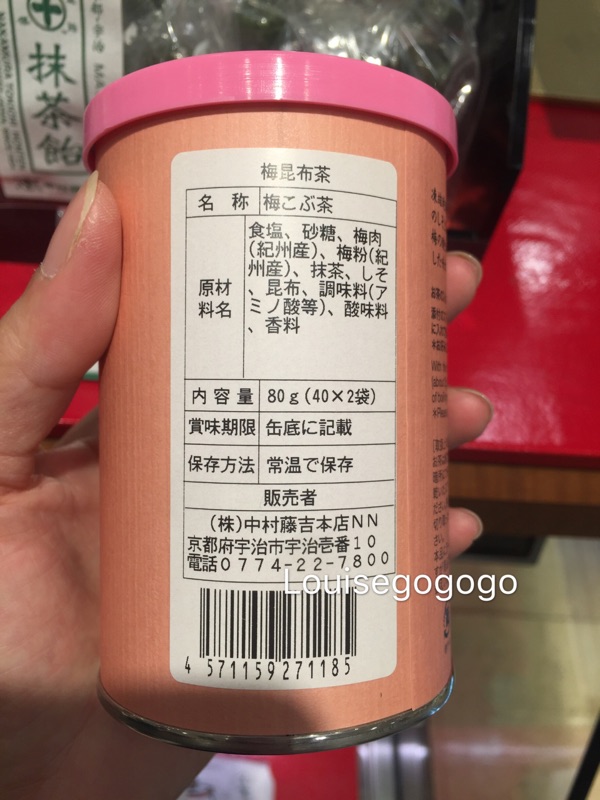 抹茶飴
梅昆布茶
名 称 梅こぶ茶
原材料名
食塩、砂糖、梅肉
(紀州産)、梅粉(紀
州産)、抹茶、しそ
、昆布、調味料(ア
ミノ酸等)、酸味料
、香料
内容量 80g(40×2袋)
賞味期限 缶底に記載
保存方法 常温で保存
販売者
(株)中村藤吉本店NN
京都府宇治市宇治壱番10
電話0774-22-7800
Louisegogogo
4 571159 271185